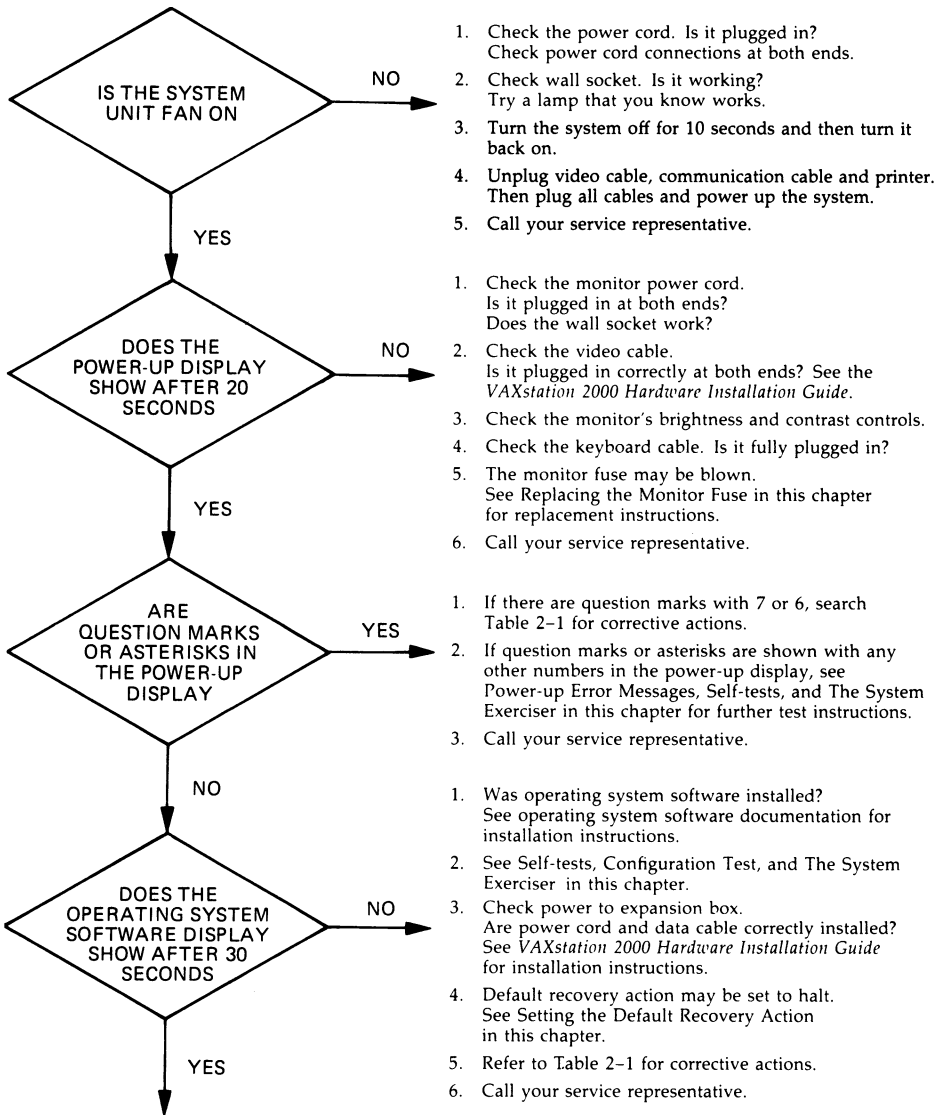 IS THE SYSTEM
UNIT FAN ON
NO
1. Check the power cord. Is it plugged in?
Check power cord connections at both ends.
2. Check wall socket. Is it working?
Try a lamp that you know works.
3. Turn the system off for 10 seconds and then turn it
back on.
4. Unplug video cable, communication cable and printer.
Then plug all cables and power up the system.
5. Call your service representative.
YES
DOES THE
POWER-UP DISPLAY
SHOW AFTER 20
SECONDS
NO
1. Check the monitor power cord.
Is it plugged in at both ends?
Does the wall socket work?
2. Check the video cable.
Is it plugged in correctly at both ends? See the
VAXstation 2000 Hardware Installation Guide.
3. Check the monitor's brightness and contrast controls.
4. Check the keyboard cable. Is it fully plugged in?
5. The monitor fuse may be blown.
See Replacing the Monitor Fuse in this chapter
for replacement instructions.
6. Call your service representative.
YES
ARE
QUESTION MARKS
OR ASTERISKS IN
THE POWER-UP
DISPLAY
YES
1. If there are question marks with 7 or 6, search
Table 2–1 for corrective actions.
2. If question marks or asterisks are shown with any
other numbers in the power-up display, see
Power-up Error Messages, Self-tests, and The System
Exerciser in this chapter for further test instructions.
3. Call your service representative.
NO
DOES THE
OPERATING SYSTEM
SOFTWARE DISPLAY
SHOW AFTER 30
SECONDS
NO
1. Was operating system software installed?
See operating system software documentation for
installation instructions.
2. See Self-tests, Configuration Test, and The System
Exerciser in this chapter.
3. Check power to expansion box.
Are power cord and data cable correctly installed?
See VAXstation 2000 Hardware Installation Guide
for installation instructions.
4. Default recovery action may be set to halt.
See Setting the Default Recovery Action
in this chapter.
5. Refer to Table 2–1 for corrective actions.
6. Call your service representative.
YES